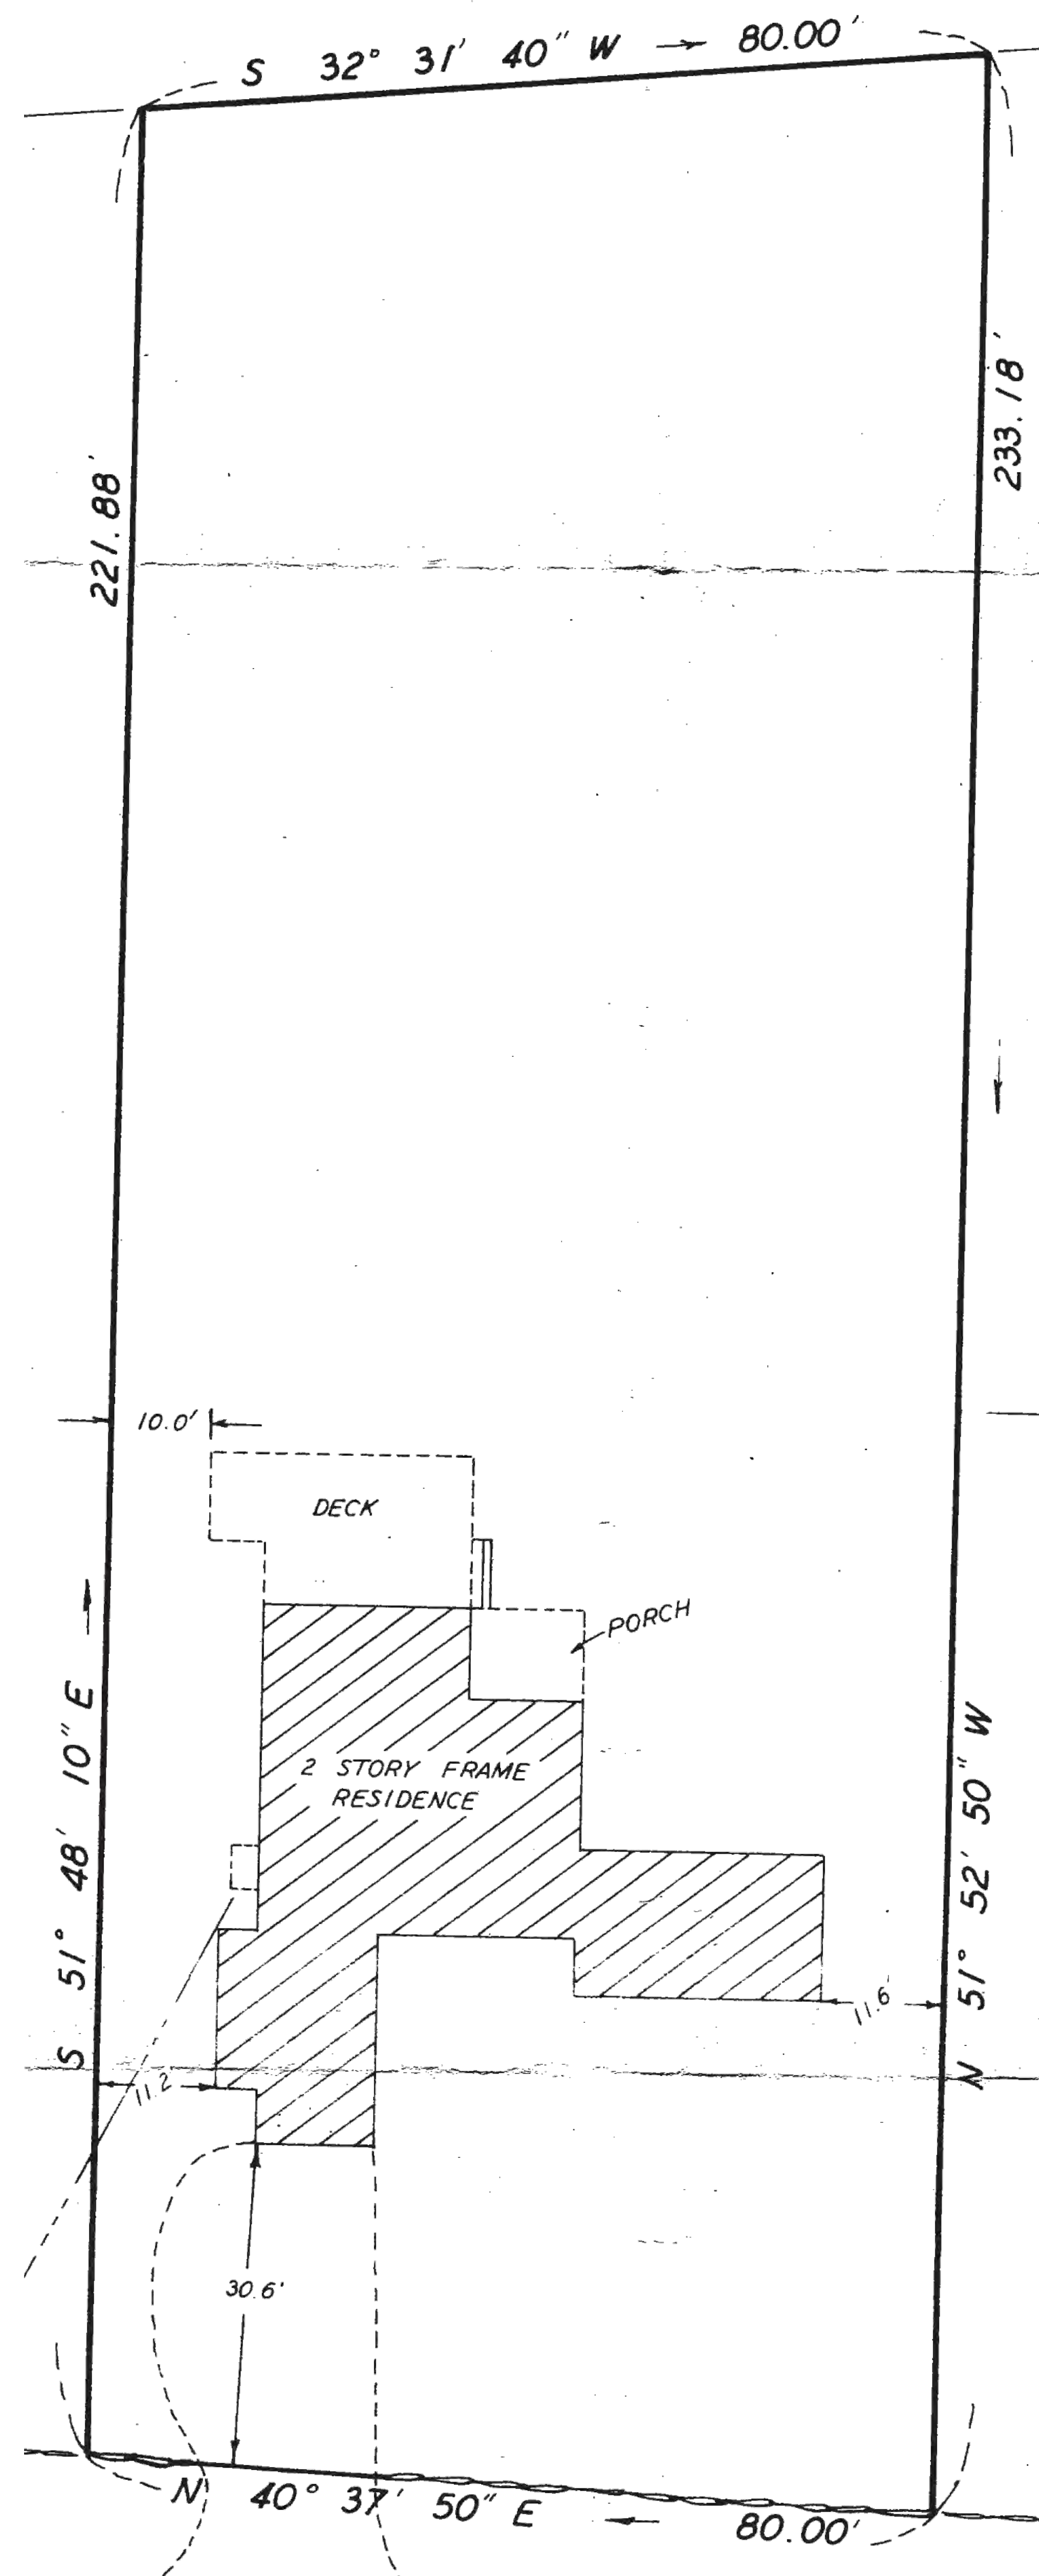 S 32° 31' 40" W → 80.00'
221.88'
233.18'
10.0'
DECK
PORCH
2 STORY FRAME
RESIDENCE
S 51° 48' 10" E
N 51° 52' 50" W
11.6
11.2
30.6'
N 40° 37' 50" E ← 80.00'